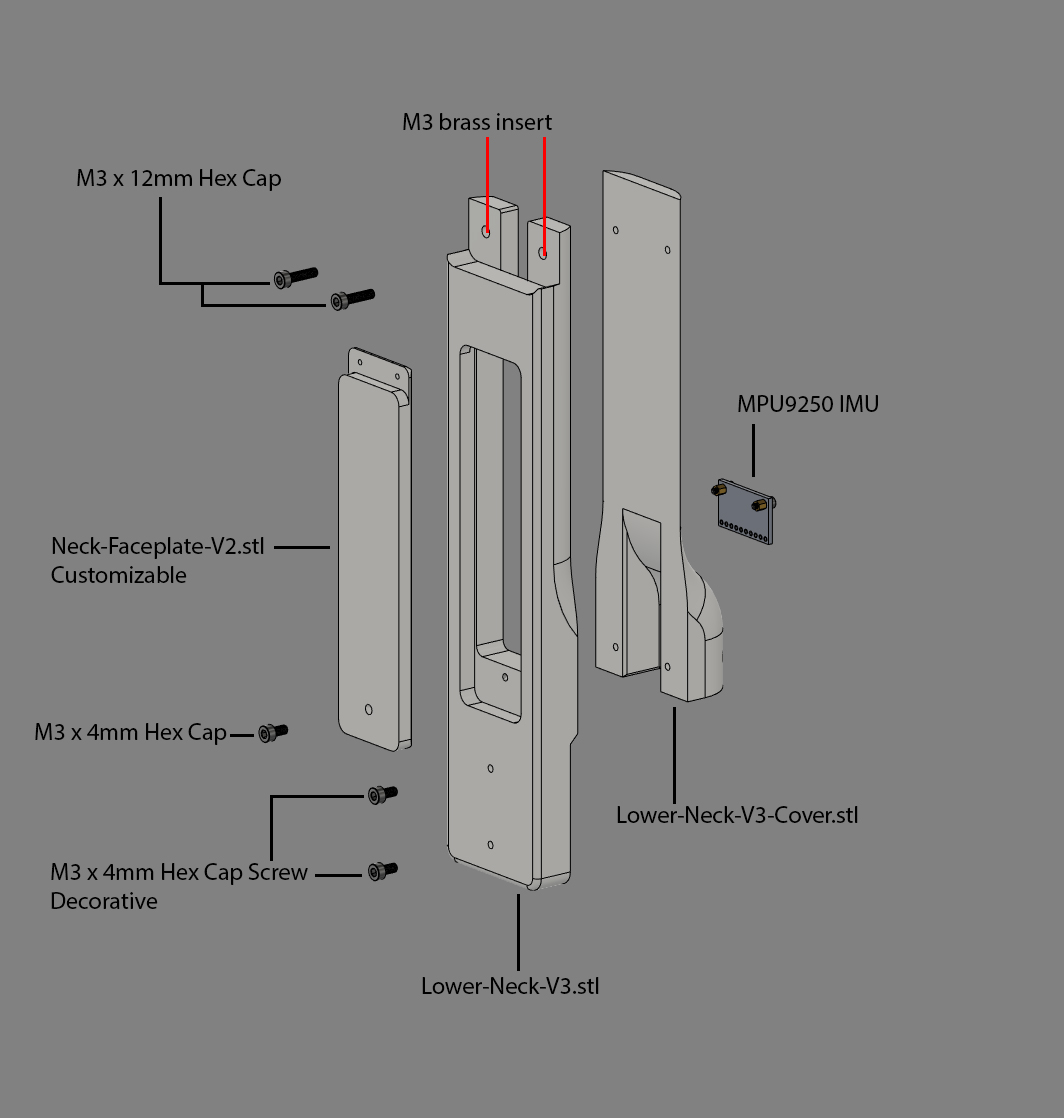 M3 brass insert
M3 x 12mm Hex Cap
MPU9250 IMU
Neck-Faceplate-V2.stl
Customizable
M3 x 4mm Hex Cap
Lower-Neck-V3-Cover.stl
M3 x 4mm Hex Cap Screw
Decorative
Lower-Neck-V3.stl